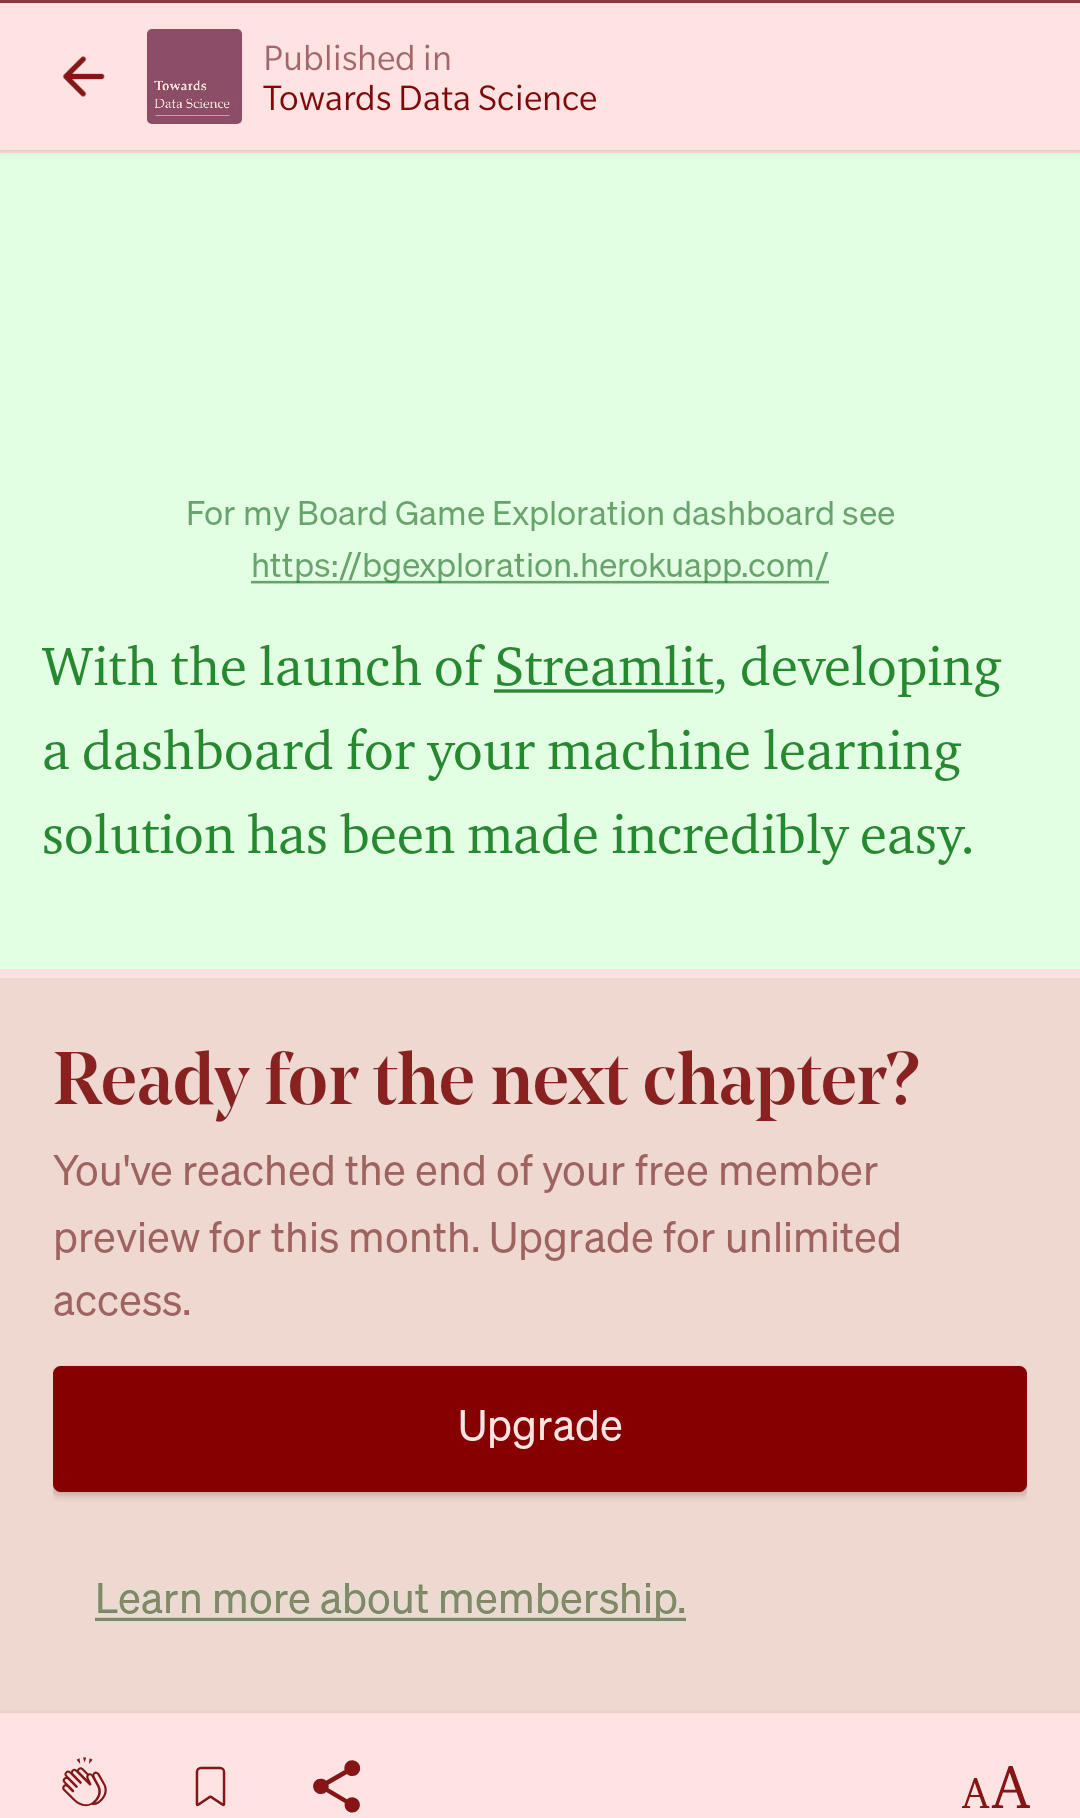 Published in
Towards Data Science
Towards
Data Science
For my Board Game Exploration dashboard see
https://bgexploration.herokuapp.com/
With the launch of Streamlit, developing
a dashboard for your machine learning
solution has been made incredibly easy.
Ready for the next chapter?
You've reached the end of your free member
preview for this month. Upgrade for unlimited
access.
Upgrade
Learn more about membership.
AA